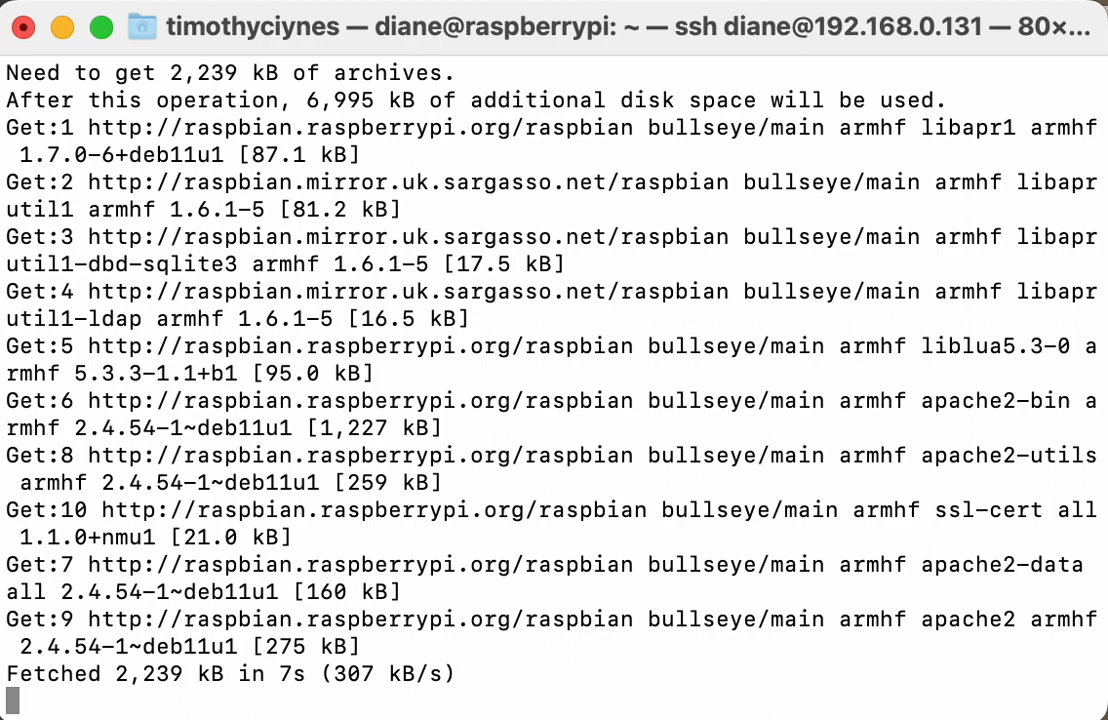 timothyciynes — diane@raspberrypi: ~ — ssh diane@192.168.0.131 — 80×...
Need to get 2,239 kB of archives.
After this operation, 6,995 kB of additional disk space will be used.
Get:1 http://raspbian.raspberrypi.org/raspbian bullseye/main armhf libapr1 armhf
 1.7.0-6+deb11u1 [87.1 kB]
Get:2 http://raspbian.mirror.uk.sargasso.net/raspbian bullseye/main armhf libapr
util1 armhf 1.6.1-5 [81.2 kB]
Get:3 http://raspbian.mirror.uk.sargasso.net/raspbian bullseye/main armhf libapr
util1-dbd-sqlite3 armhf 1.6.1-5 [17.5 kB]
Get:4 http://raspbian.mirror.uk.sargasso.net/raspbian bullseye/main armhf libapr
util1-ldap armhf 1.6.1-5 [16.5 kB]
Get:5 http://raspbian.raspberrypi.org/raspbian bullseye/main armhf liblua5.3-0 a
rmhf 5.3.3-1.1+b1 [95.0 kB]
Get:6 http://raspbian.raspberrypi.org/raspbian bullseye/main armhf apache2-bin a
rmhf 2.4.54-1~deb11u1 [1,227 kB]
Get:8 http://raspbian.raspberrypi.org/raspbian bullseye/main armhf apache2-utils
 armhf 2.4.54-1~deb11u1 [259 kB]
Get:10 http://raspbian.raspberrypi.org/raspbian bullseye/main armhf ssl-cert all
 1.1.0+nmu1 [21.0 kB]
Get:7 http://raspbian.raspberrypi.org/raspbian bullseye/main armhf apache2-data
all 2.4.54-1~deb11u1 [160 kB]
Get:9 http://raspbian.raspberrypi.org/raspbian bullseye/main armhf apache2 armhf
 2.4.54-1~deb11u1 [275 kB]
Fetched 2,239 kB in 7s (307 kB/s)